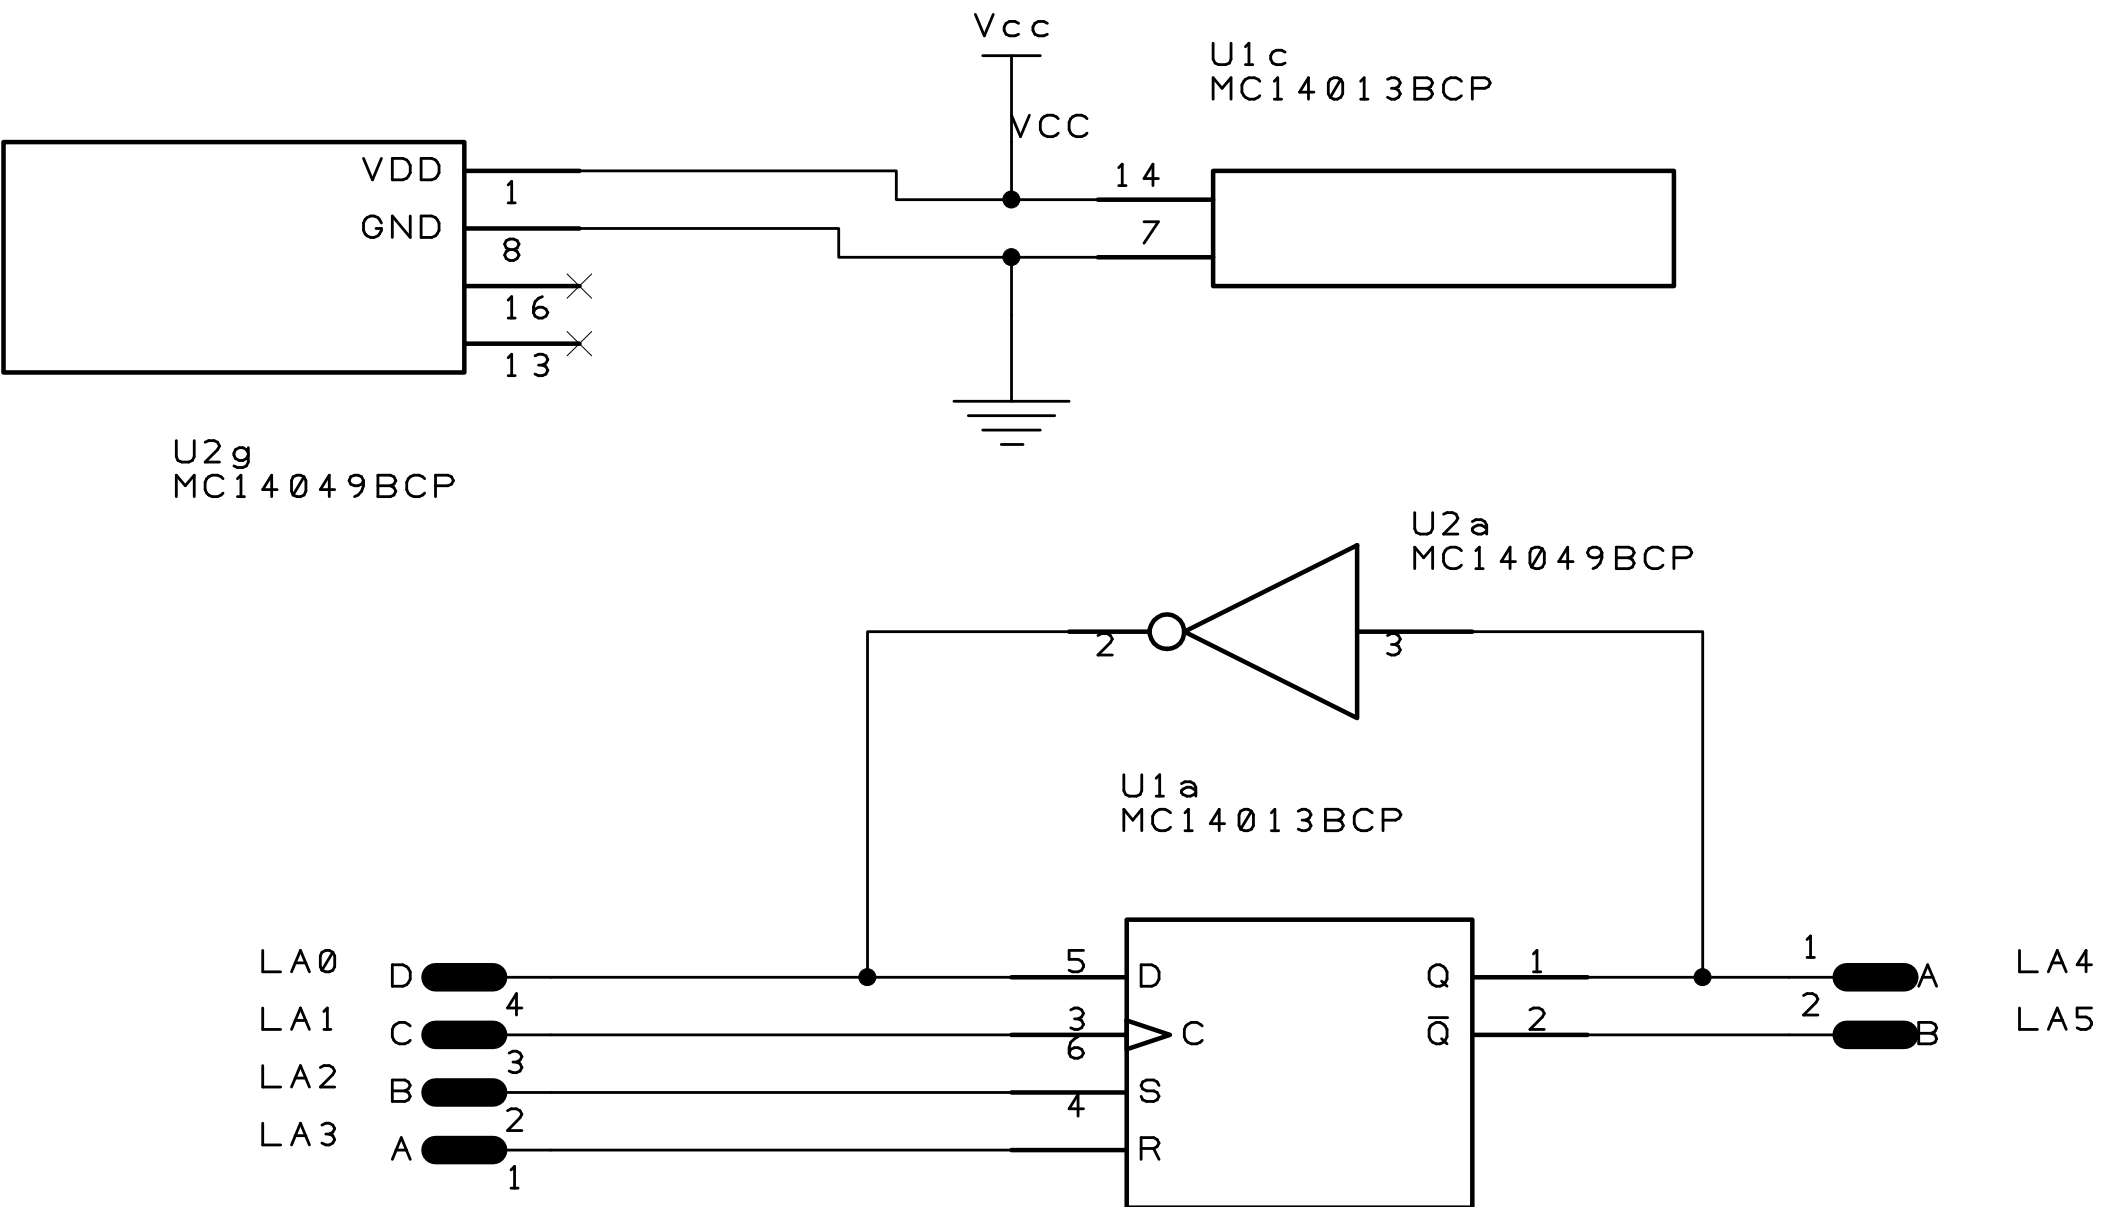 Vcc
U1c
MC14013BCP
VCC
VDD
1
14
GND
8
7
16
13
U2g
MC14049BCP
U2a
MC14049BCP
2
3
U1a
MC14013BCP
LA0
D
4
5
D
Q
1
1
A
LA4
LA1
C
3
3
C
Q̅
2
2
B
LA5
LA2
B
2
6
S
LA3
A
1
4
R